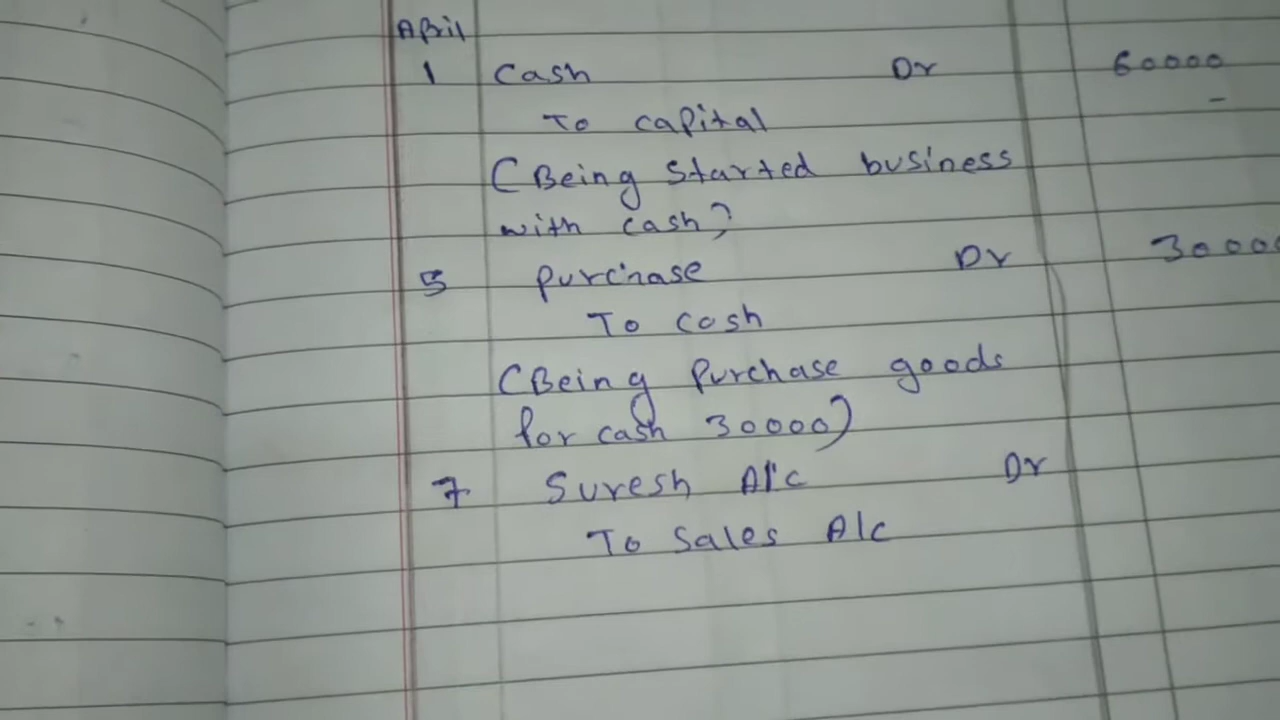 April
1 Cash Dr 60000
To capital
(Being Started business
with cash)
5 Purchase Dr 30000
To cash
(Being Purchase goods
for cash 30000)
7 Suresh A/c Dr
To Sales A/c